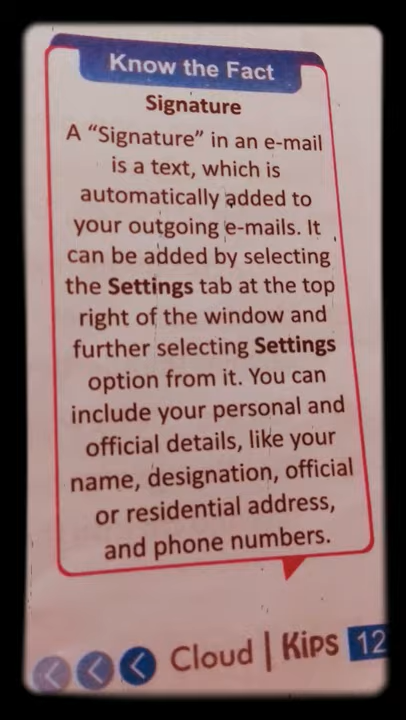 Know the Fact
Signature
A “Signature” in an e-mail
is a text, which is
automatically added to
your outgoing e-mails. It
can be added by selecting
the Settings tab at the top
right of the window and
further selecting Settings
option from it. You can
include your personal and
official details, like your
name, designation, official
or residential address,
and phone numbers.
Cloud | Kips 12